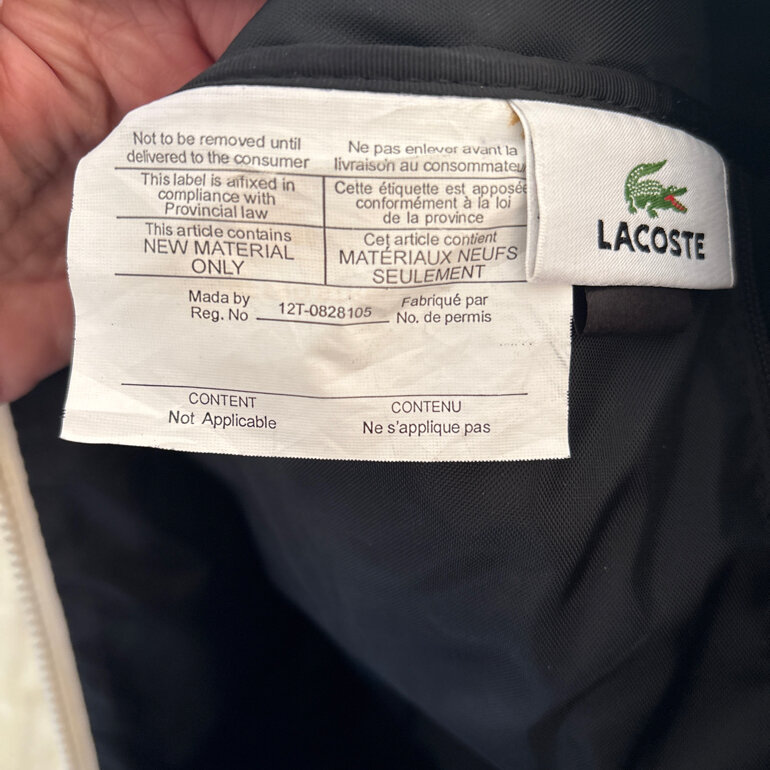 Not to be removed until
delivered to the consumer
Ne pas enlever avant la
livraison au consommateu
This label is affixed in
compliance with
Provincial law
Cette étiquette est apposée
conformément à la loi
de la province
This article contains
NEW MATERIAL
ONLY
Cet article contient
MATÉRIAUX NEUFS
SEULEMENT
Mada by
Reg. No
12T-0828105
Fabriqué par
No. de permis
CONTENT
Not Applicable
CONTENU
Ne s'applique pas
LACOSTE